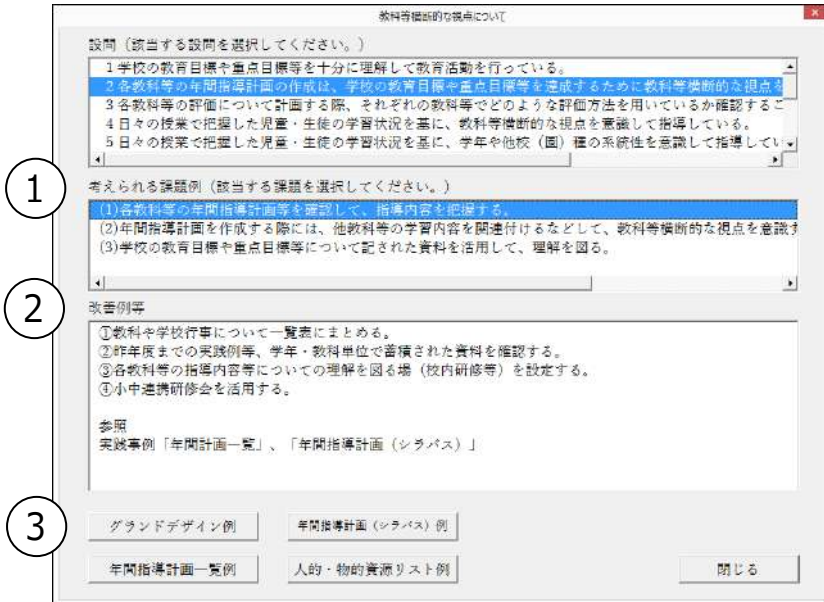 教科等横断的な視点について
設問（該当する設問を選択してください。）
1学校の教育目標や重点目標等を十分に理解して教育活動を行っている。
2各教科等の年間指導計画の作成は、学校の教育目標や重点目標等を達成するために教科等横断的な視点を
3各教科等の評価について計画する際、それぞれの教科等でどのような評価方法を用いているか確認するこ
4日々の授業で把握した児童・生徒の学習状況を基に、教科等横断的な視点を意識して指導している。
5日々の授業で把握した児童・生徒の学習状況を基に、学年や他校（園）種の系統性を意識して指導してい
1
考えられる課題例（該当する課題を選択してください。）
(1)各教科等の年間指導計画等を確認して、指導内容を把握する。
(2)年間指導計画を作成する際には、他教科等の学習内容を関連付けるなどして、教科等横断的な視点を意識す
(3)学校の教育目標や重点目標等について記された資料を活用して、理解を図る。
2
改善例等
①教科や学校行事について一覧表にまとめる。
②昨年度までの実践例等、学年・教科単位で蓄積された資料を確認する。
③各教科等の指導内容等についての理解を図る場（校内研修等）を設定する。
④小中連携研修会を活用する。
参照
実践事例「年間計画一覧」、「年間指導計画（シラバス）」
3
グランドデザイン例 年間指導計画（シラバス）例
年間指導計画一覧例 人的・物的資源リスト例 閉じる